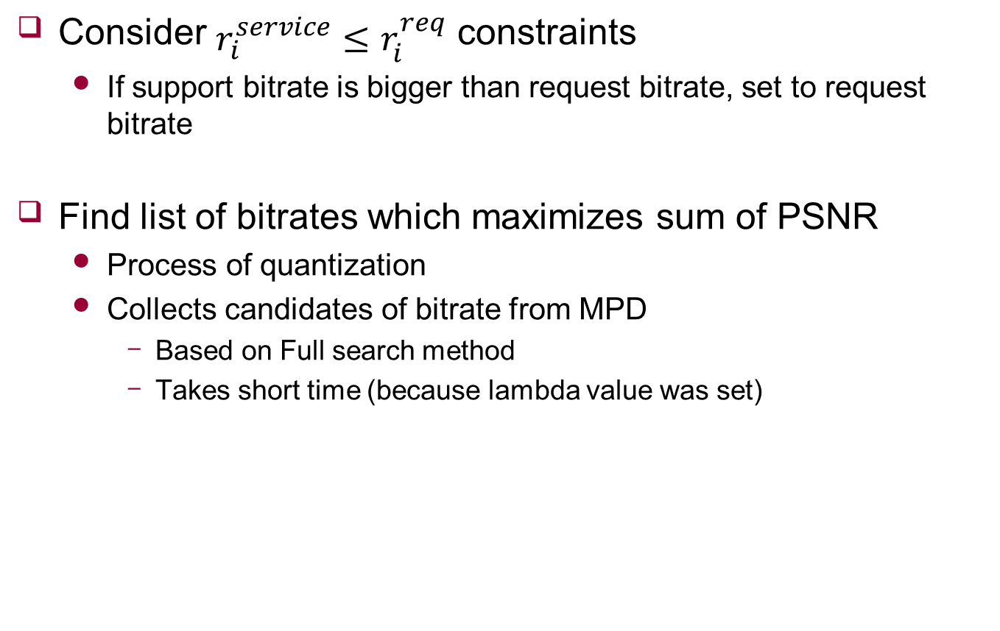 ❑ Consider r_i^{service} ≤ r_i^{req} constraints
• If support bitrate is bigger than request bitrate, set to request
bitrate
❑ Find list of bitrates which maximizes sum of PSNR
• Process of quantization
• Collects candidates of bitrate from MPD
– Based on Full search method
– Takes short time (because lambda value was set)